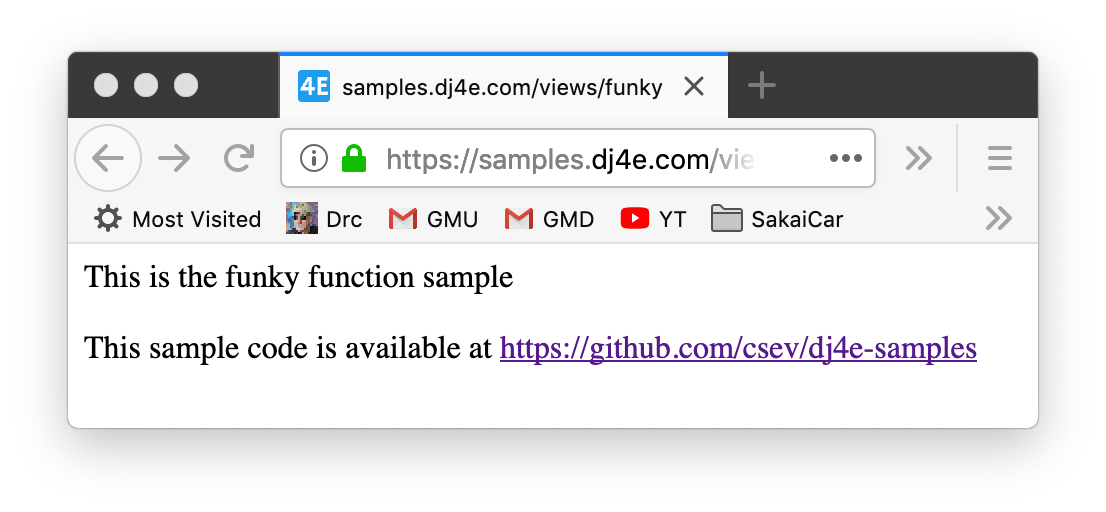 4E samples.dj4e.com/views/funky
https://samples.dj4e.com/vie
Most Visited Drc GMU GMD YT SakaiCar
This is the funky function sample
This sample code is available at https://github.com/csev/dj4e-samples